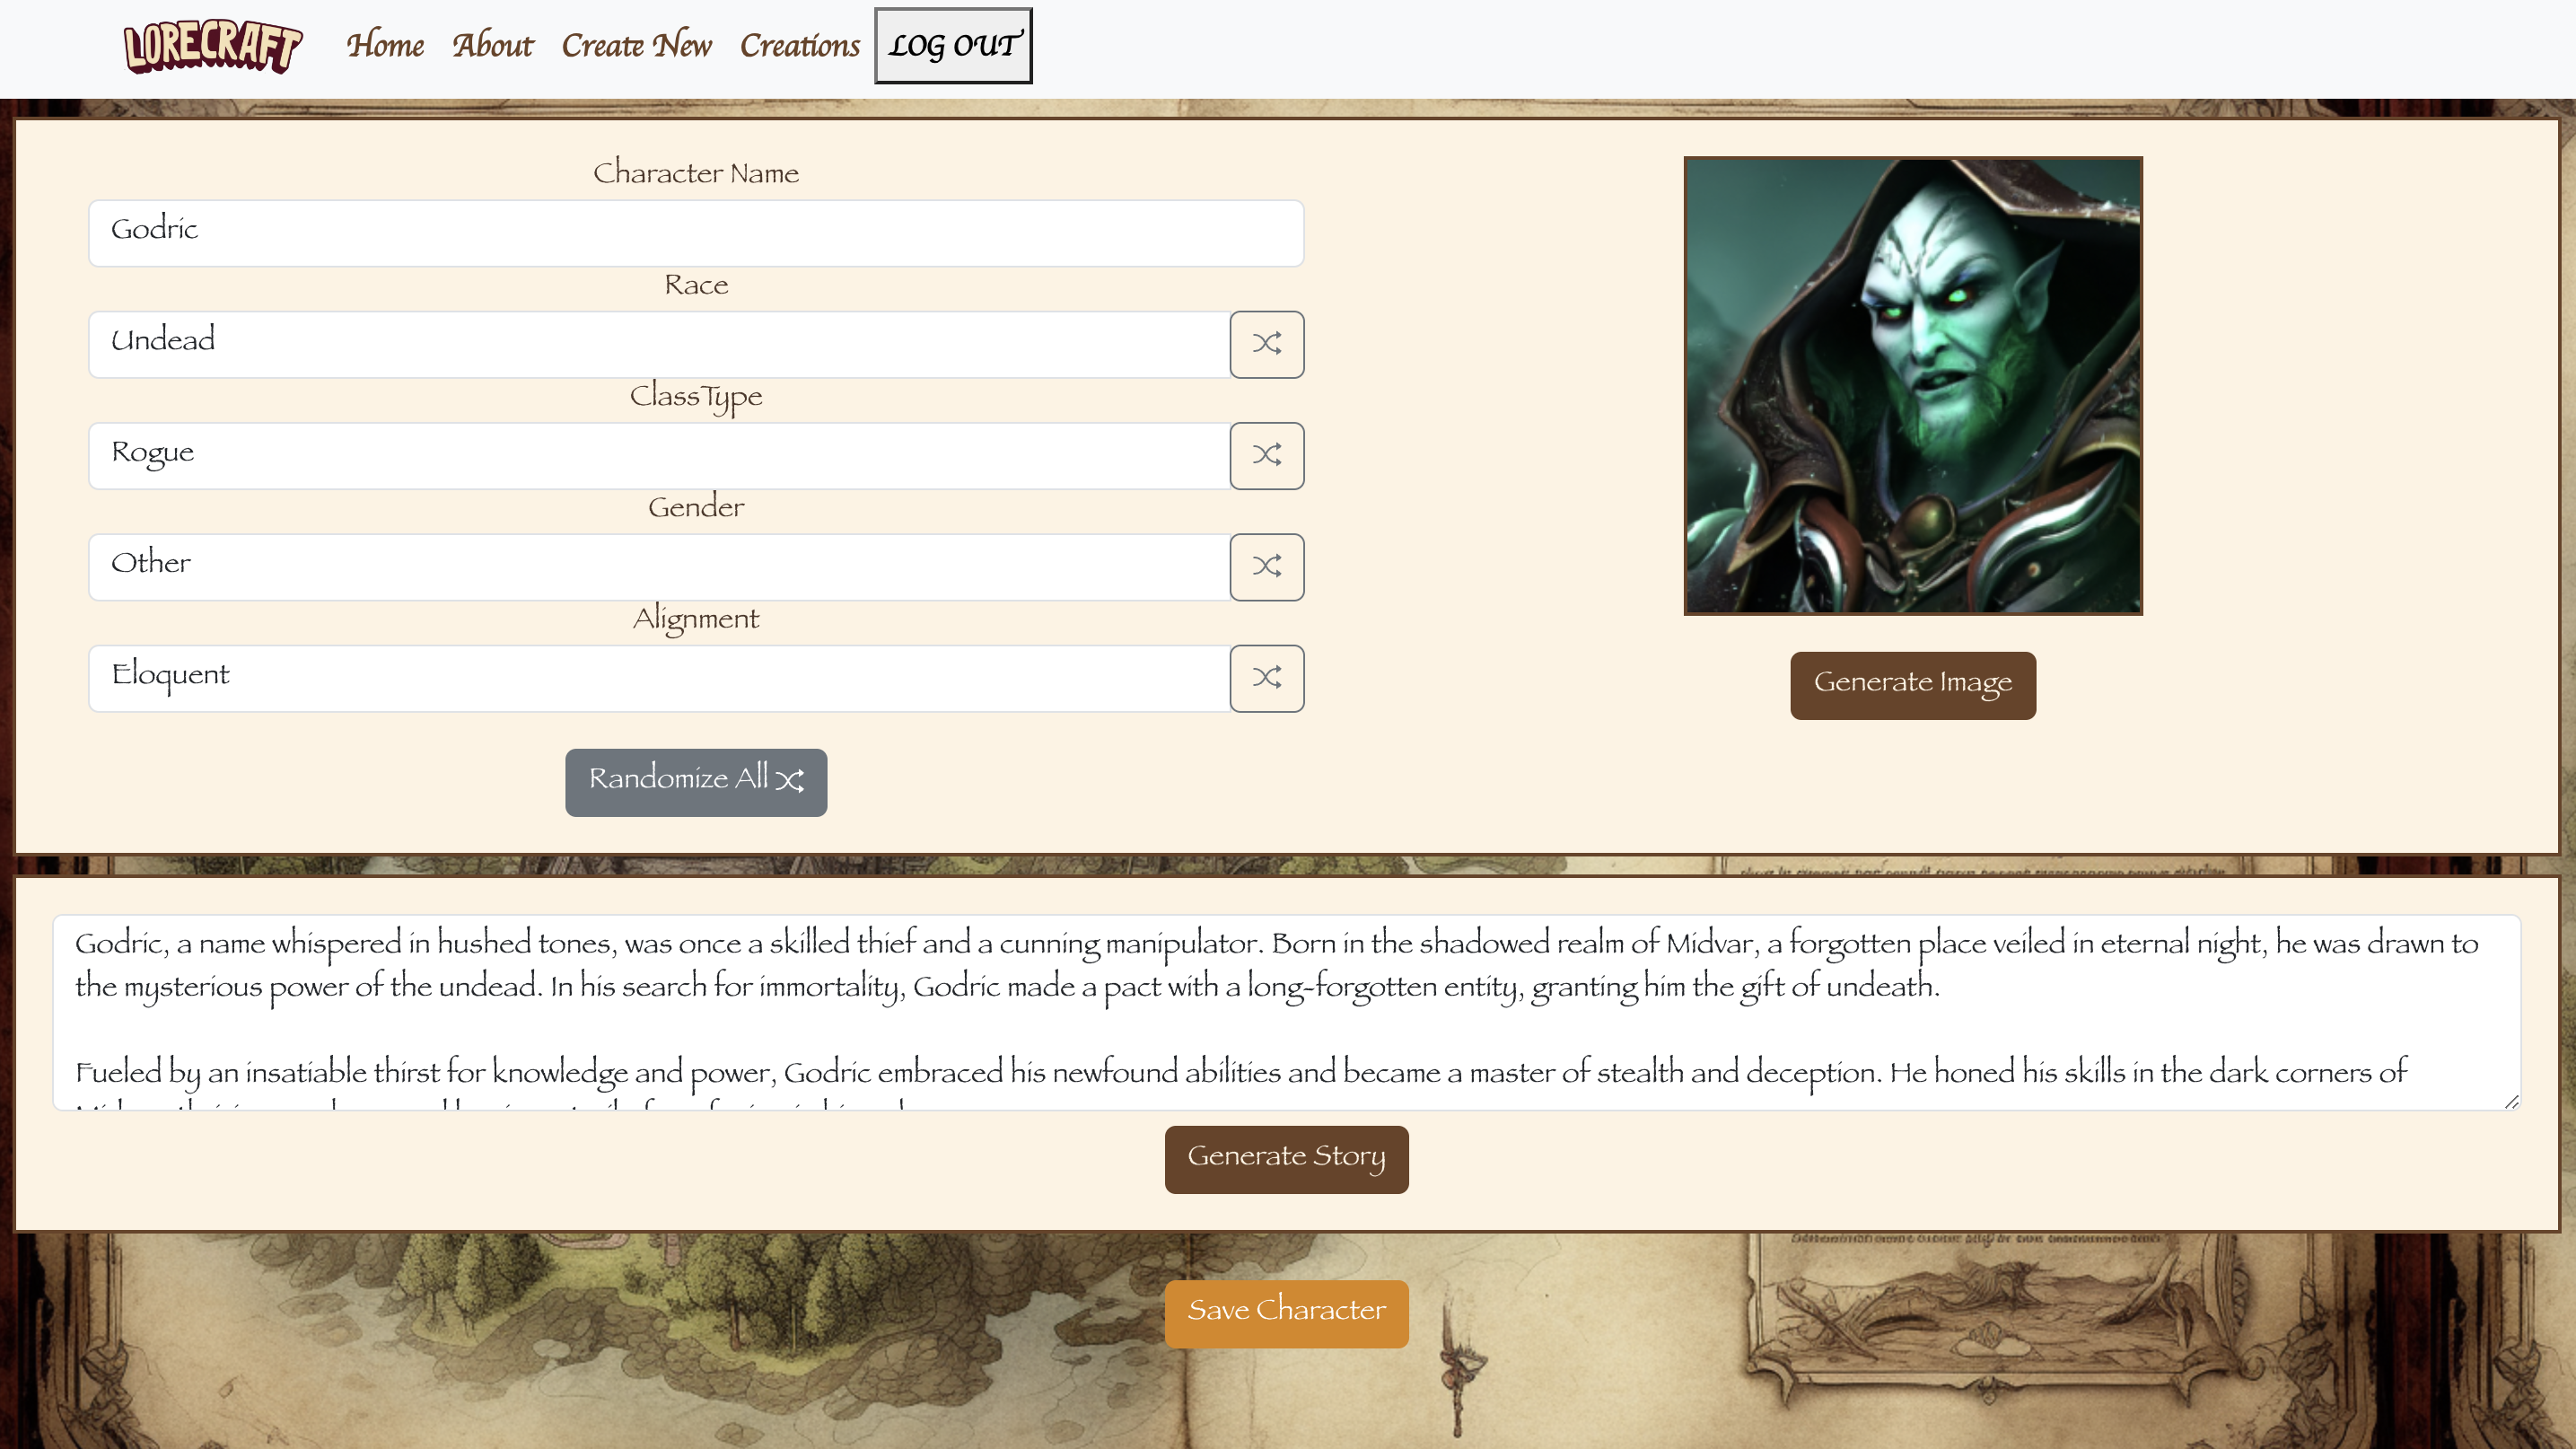 LORECRAFT
Home About Create New Creations LOG OUT
Character Name
Godric
Race
Undead
ClassType
Rogue
Gender
Other
Alignment
Eloquent
Randomize All
Generate Image
Godric, a name whispered in hushed tones, was once a skilled thief and a cunning manipulator. Born in the shadowed realm of Midvar, a forgotten place veiled in eternal night, he was drawn to
the mysterious power of the undead. In his search for immortality, Godric made a pact with a long-forgotten entity, granting him the gift of undeath.
Fueled by an insatiable thirst for knowledge and power, Godric embraced his newfound abilities and became a master of stealth and deception. He honed his skills in the dark corners of
Generate Story
Save Character